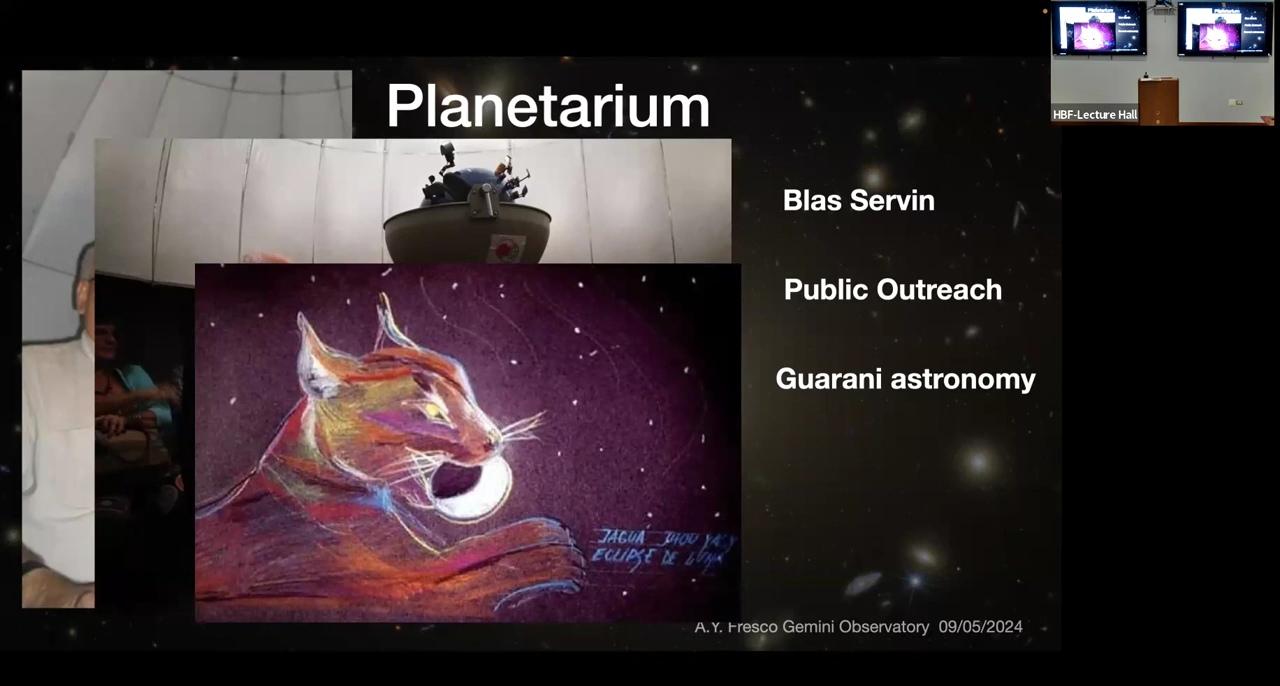 Planetarium
Blas Servin
Public Outreach
Guarani astronomy
JAGUÁ
ECLIPSE DE LUNA
A.Y. Fresco Gemini Observatory 09/05/2024
HBF-Lecture Hall